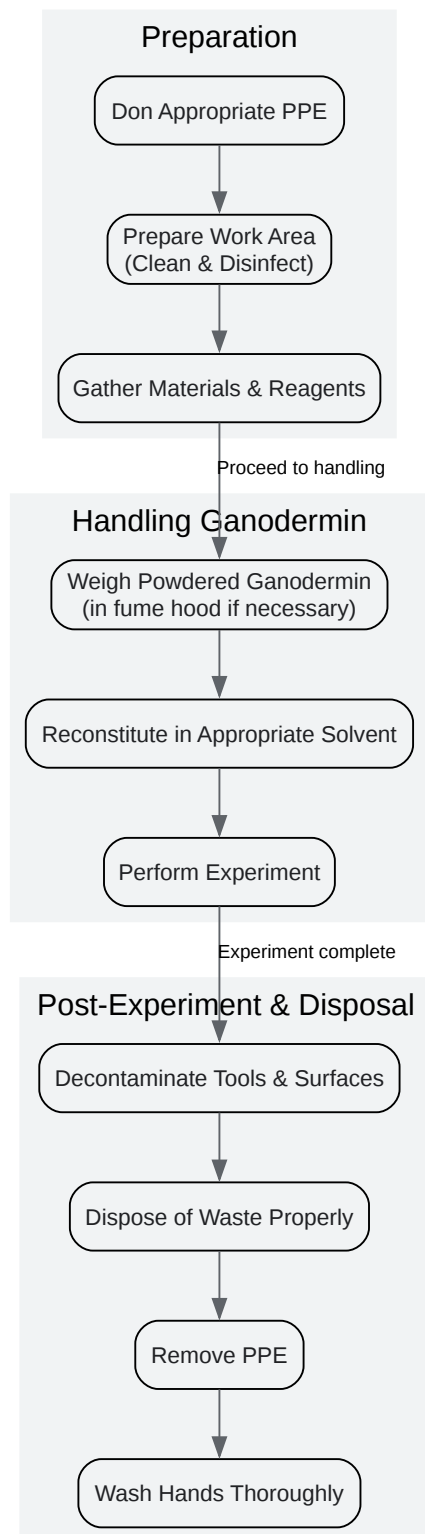 Preparation
Don Appropriate PPE
Prepare Work Area
(Clean & Disinfect)
Gather Materials & Reagents
Proceed to handling
Handling Ganodermin
Weigh Powdered Ganodermin
(in fume hood if necessary)
Reconstitute in Appropriate Solvent
Perform Experiment
Experiment complete
Post-Experiment & Disposal
Decontaminate Tools & Surfaces
Dispose of Waste Properly
Remove PPE
Wash Hands Thoroughly